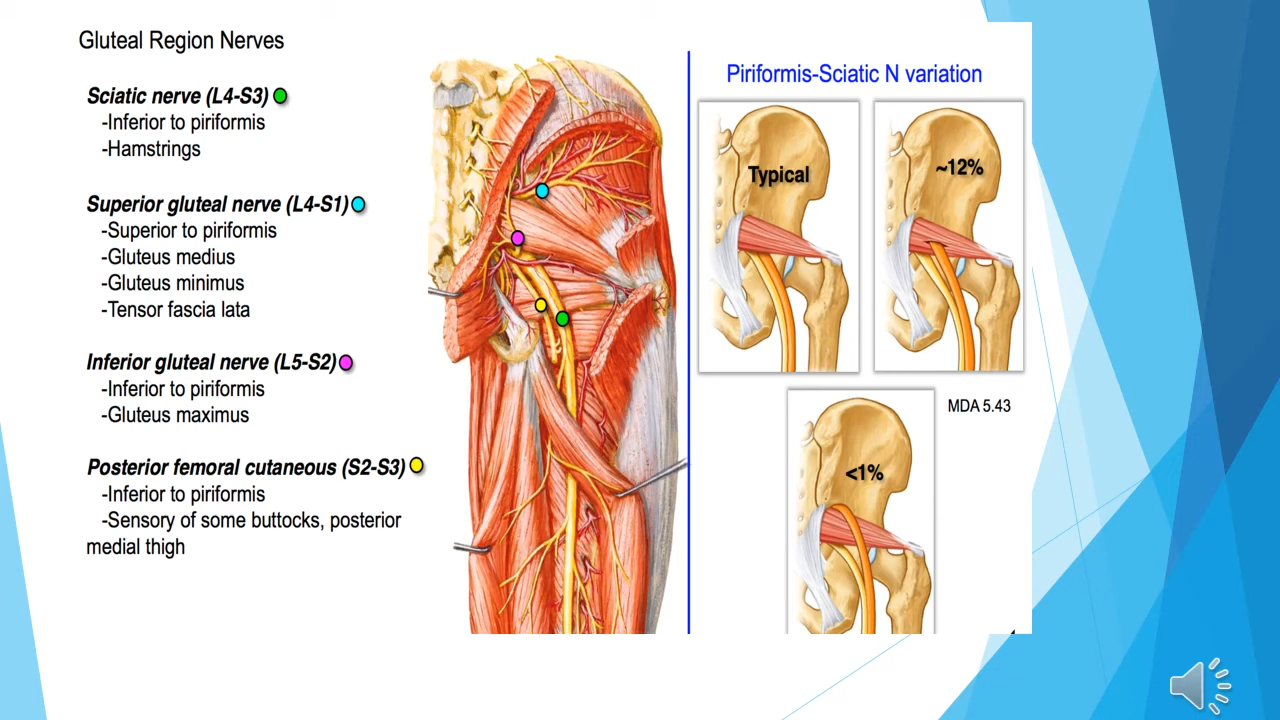 Gluteal Region Nerves
Sciatic nerve (L4-S3)
-Inferior to piriformis
-Hamstrings
Superior gluteal nerve (L4-S1)
-Superior to piriformis
-Gluteus medius
-Gluteus minimus
-Tensor fascia lata
Inferior gluteal nerve (L5-S2)
-Inferior to piriformis
-Gluteus maximus
Posterior femoral cutaneous (S2-S3)
-Inferior to piriformis
-Sensory of some buttocks, posterior
medial thigh
Piriformis-Sciatic N variation
Typical
~12%
MDA 5.43
<1%